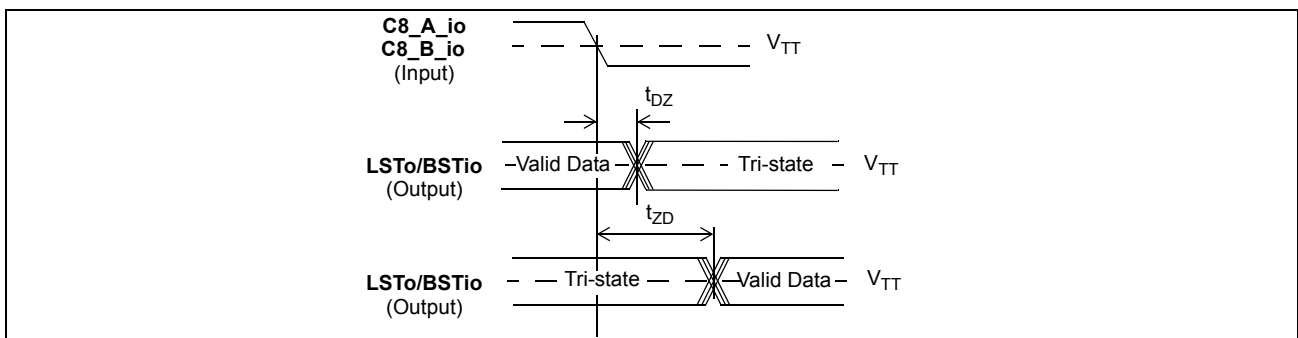 C8_A_io
C8_B_io
(Input)
VTT
tDZ
LSTo/BSTio
(Output)
Valid Data
Tri-state
VTT
tZD
LSTo/BSTio
(Output)
Tri-state
Valid Data
VTT